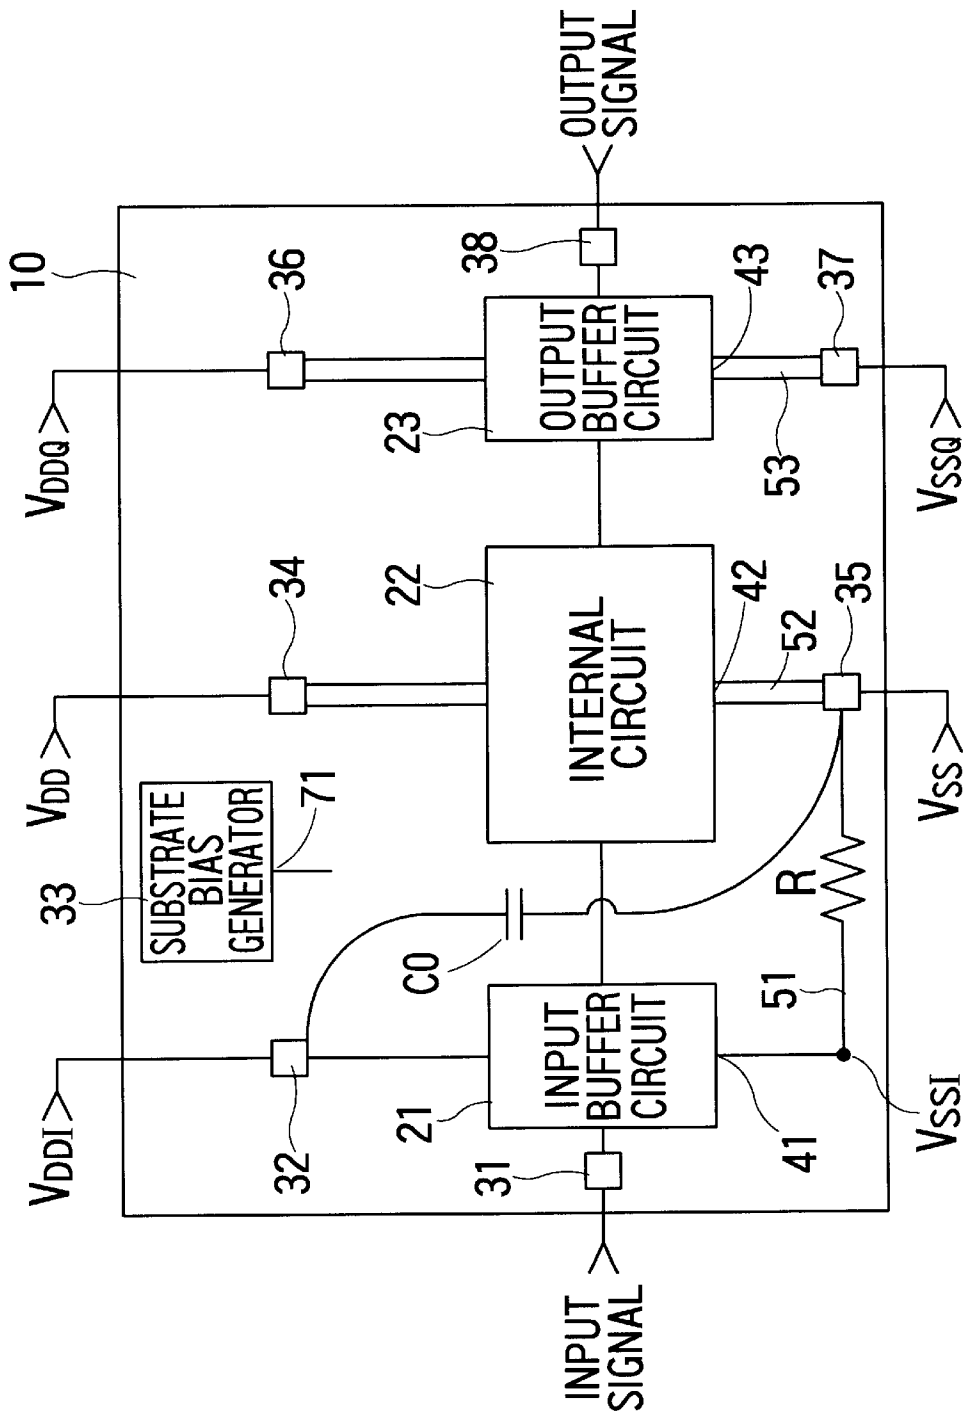 10
VDDI
VDD
VDDQ
33
SUBSTRATE
BIAS
GENERATOR
71
32
34
36
C0
21
INPUT
BUFFER
CIRCUIT
22
INTERNAL
CIRCUIT
23
OUTPUT
BUFFER
CIRCUIT
INPUT
SIGNAL
31
38
OUTPUT
SIGNAL
41
42
43
51
R
52
53
35
37
VSSI
VSS
VSSQ